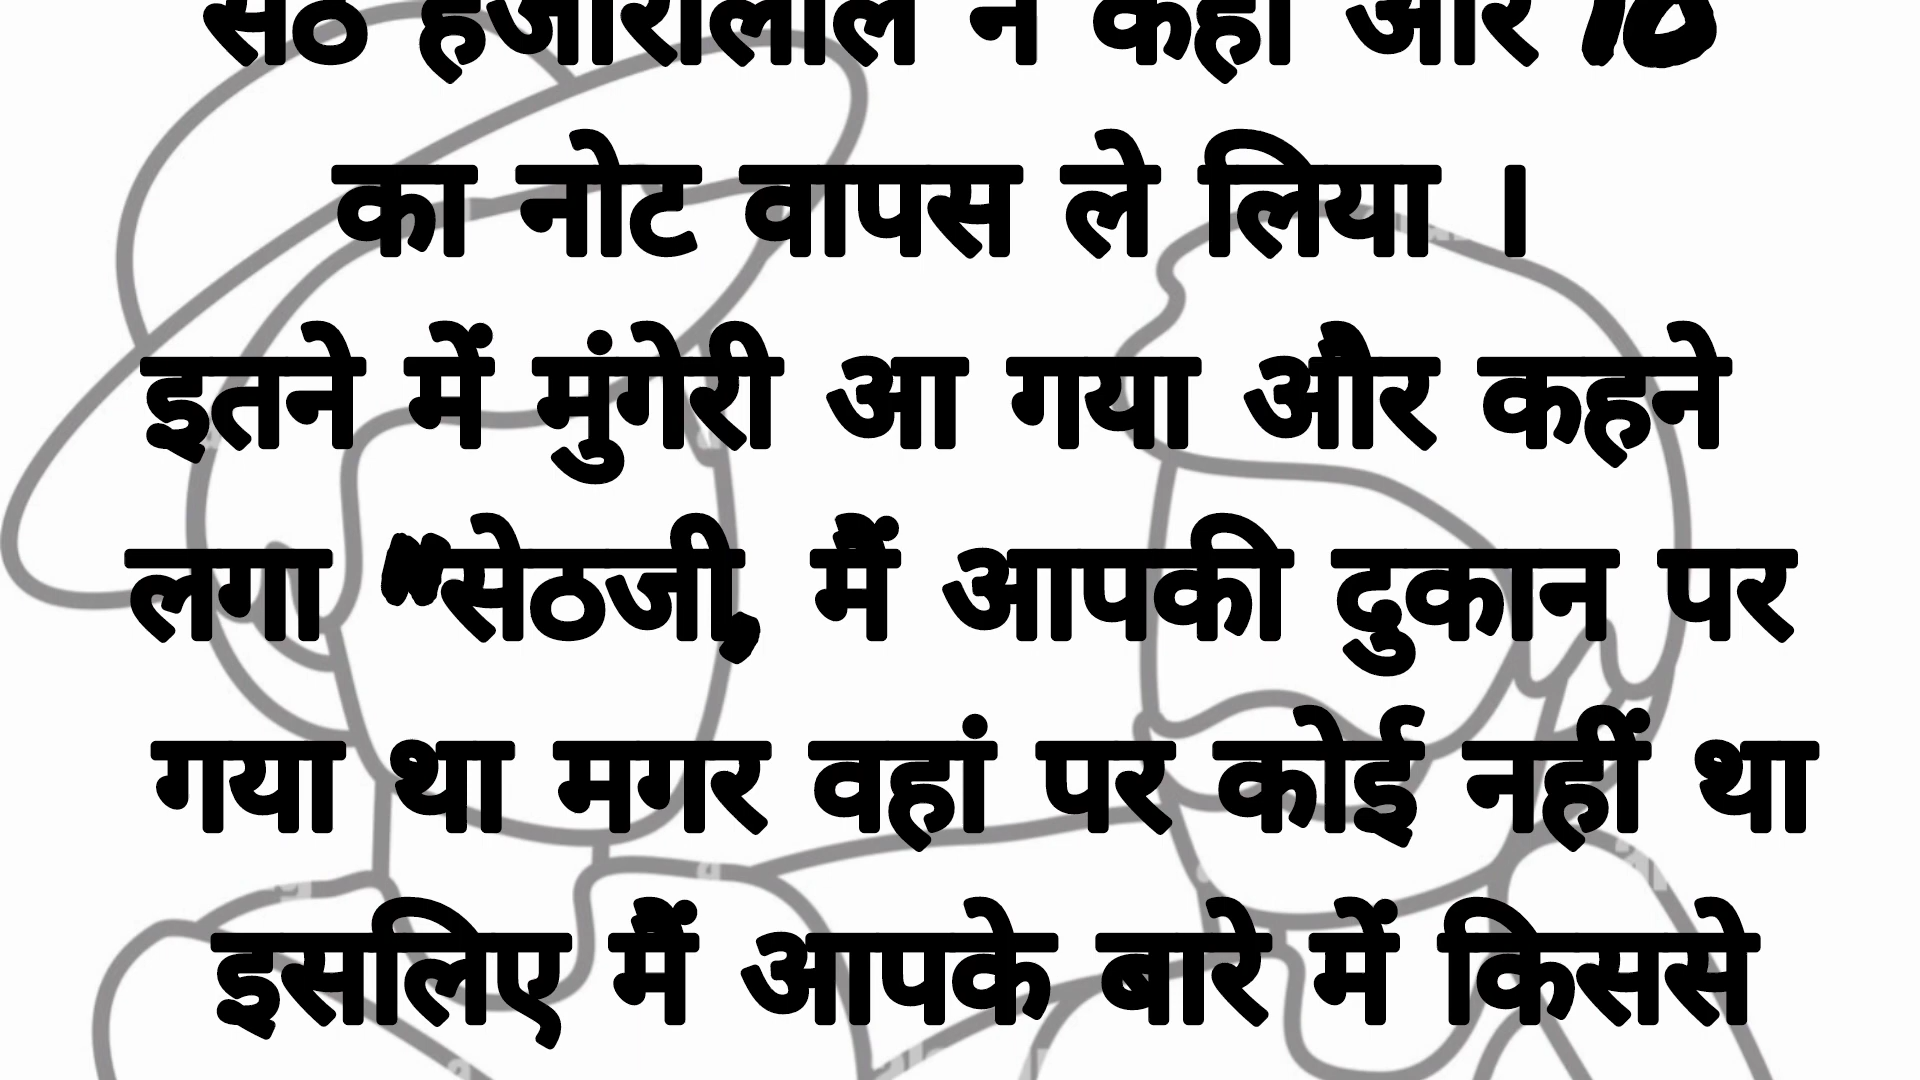 सेठ हजारीलाल ने कहा और 10
का नोट वापस ले लिया ।
इतने में मुंगेरी आ गया और कहने
लगा "सेठजी, मैं आपकी दुकान पर
गया था मगर वहां पर कोई नहीं था
इसलिए मैं आपके बारे में किससे